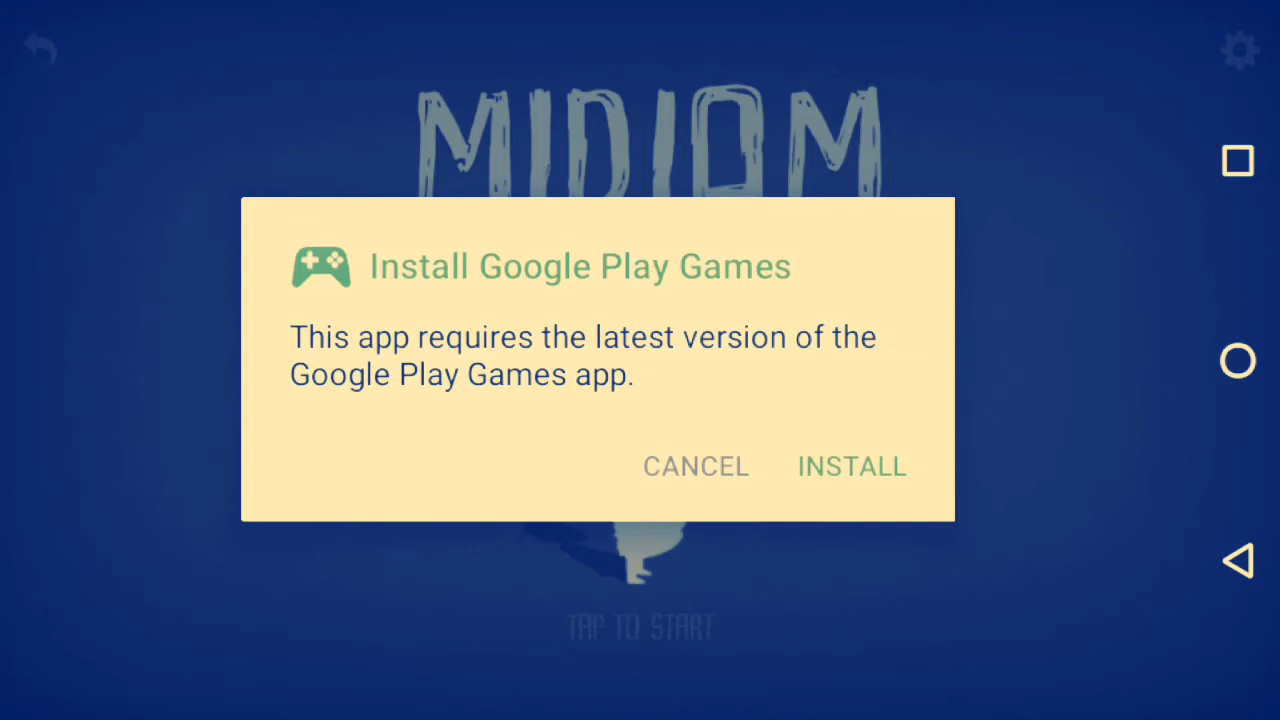 MIDIAM
Install Google Play Games
This app requires the latest version of the
Google Play Games app.
CANCEL INSTALL
TAP TO START